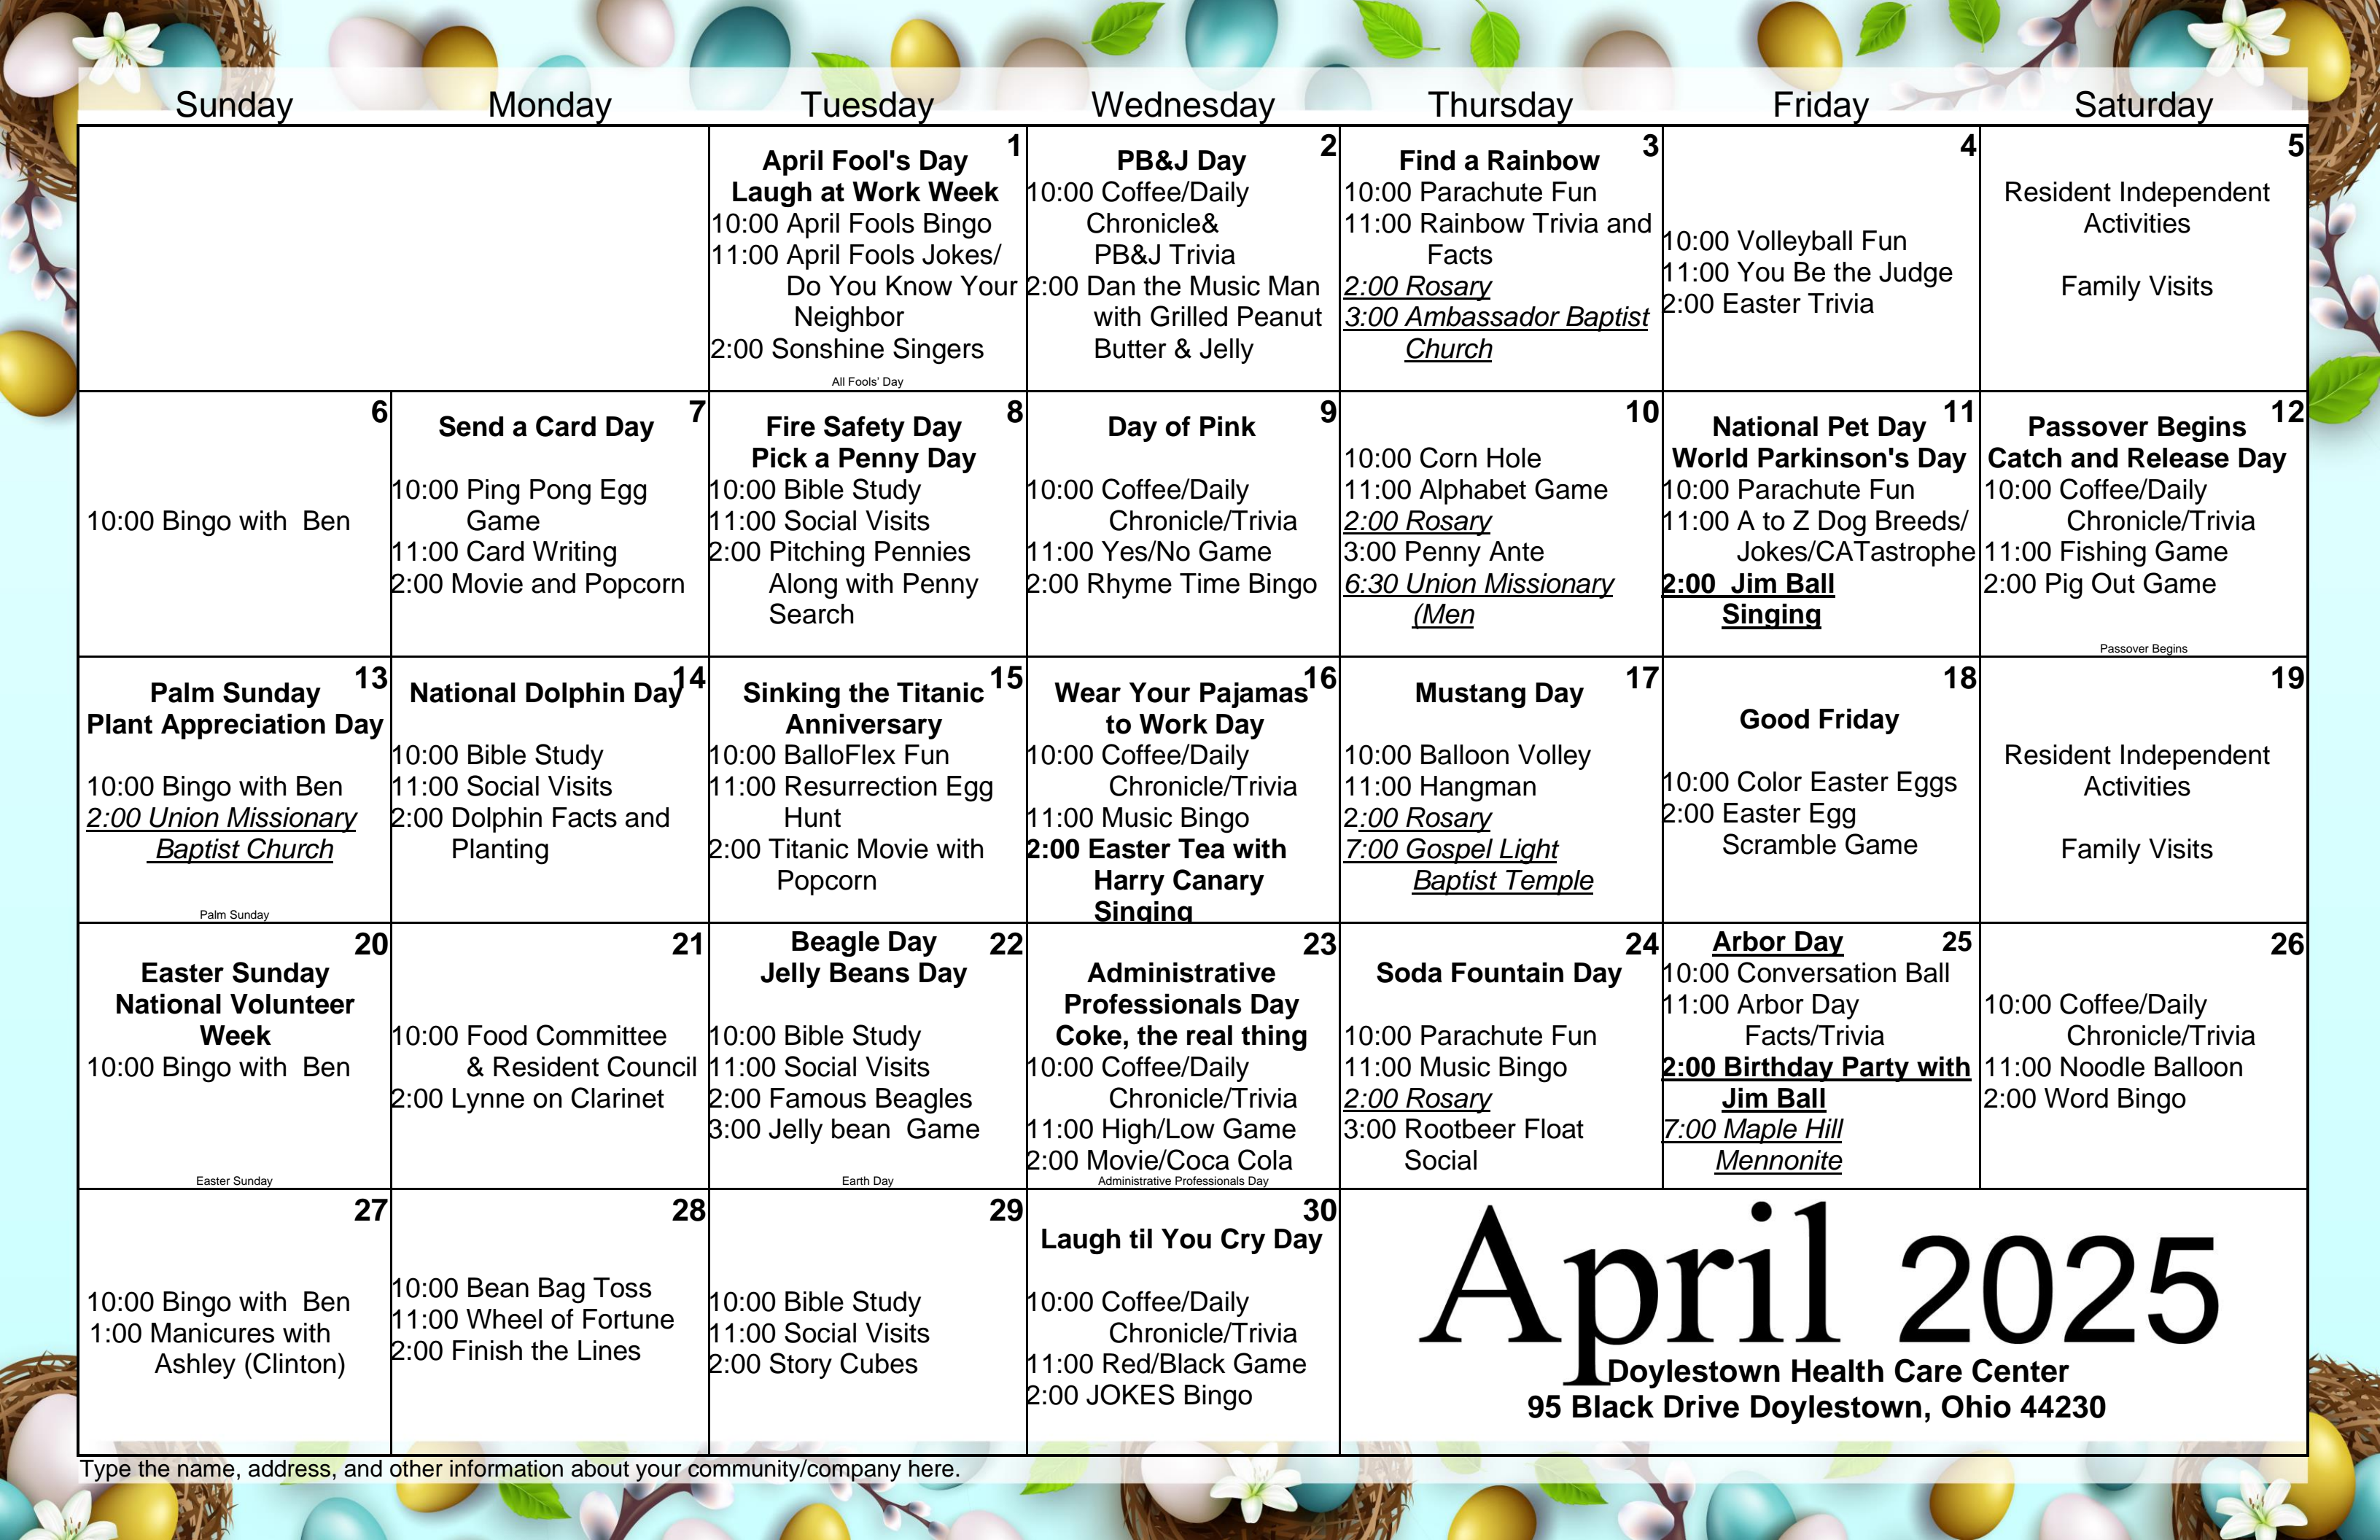 Sunday Monday Tuesday Wednesday Thursday Friday Saturday
1
April Fool's Day
Laugh at Work Week
10:00 April Fools Bingo
11:00 April Fools Jokes/
Do You Know Your
Neighbor
2:00 Sonshine Singers
All Fools' Day
2
PB&J Day
10:00 Coffee/Daily
Chronicle&
PB&J Trivia
2:00 Dan the Music Man
with Grilled Peanut
Butter & Jelly
3
Find a Rainbow
10:00 Parachute Fun
11:00 Rainbow Trivia and
Facts
2:00 Rosary
3:00 Ambassador Baptist
Church
4
10:00 Volleyball Fun
11:00 You Be the Judge
2:00 Easter Trivia
5
Resident Independent
Activities
Family Visits
6
10:00 Bingo with  Ben
7
Send a Card Day
10:00 Ping Pong Egg
Game
11:00 Card Writing
2:00 Movie and Popcorn
8
Fire Safety Day
Pick a Penny Day
10:00 Bible Study
11:00 Social Visits
2:00 Pitching Pennies
Along with Penny
Search
9
Day of Pink
10:00 Coffee/Daily
Chronicle/Trivia
11:00 Yes/No Game
2:00 Rhyme Time Bingo
10
10:00 Corn Hole
11:00 Alphabet Game
2:00 Rosary
3:00 Penny Ante
6:30 Union Missionary
(Men
11
National Pet Day
World Parkinson's Day
10:00 Parachute Fun
11:00 A to Z Dog Breeds/
Jokes/CATastrophe
2:00  Jim Ball
Singing
12
Passover Begins
Catch and Release Day
10:00 Coffee/Daily
Chronicle/Trivia
11:00 Fishing Game
2:00 Pig Out Game
Passover Begins
13
Palm Sunday
Plant Appreciation Day
10:00 Bingo with Ben
2:00 Union Missionary
Baptist Church
Palm Sunday
14
National Dolphin Day
10:00 Bible Study
11:00 Social Visits
2:00 Dolphin Facts and
Planting
15
Sinking the Titanic
Anniversary
10:00 BalloFlex Fun
11:00 Resurrection Egg
Hunt
2:00 Titanic Movie with
Popcorn
16
Wear Your Pajamas
to Work Day
10:00 Coffee/Daily
Chronicle/Trivia
11:00 Music Bingo
2:00 Easter Tea with
Harry Canary
Singing
17
Mustang Day
10:00 Balloon Volley
11:00 Hangman
2:00 Rosary
7:00 Gospel Light
Baptist Temple
18
Good Friday
10:00 Color Easter Eggs
2:00 Easter Egg
Scramble Game
19
Resident Independent
Activities
Family Visits
20
Easter Sunday
National Volunteer
Week
10:00 Bingo with  Ben
Easter Sunday
21
10:00 Food Committee
& Resident Council
2:00 Lynne on Clarinet
22
Beagle Day
Jelly Beans Day
10:00 Bible Study
11:00 Social Visits
2:00 Famous Beagles
3:00 Jelly bean  Game
Earth Day
23
Administrative
Professionals Day
Coke, the real thing
10:00 Coffee/Daily
Chronicle/Trivia
11:00 High/Low Game
2:00 Movie/Coca Cola
Administrative Professionals Day
24
Soda Fountain Day
10:00 Parachute Fun
11:00 Music Bingo
2:00 Rosary
3:00 Rootbeer Float
Social
25
Arbor Day
10:00 Conversation Ball
11:00 Arbor Day
Facts/Trivia
2:00 Birthday Party with
Jim Ball
7:00 Maple Hill
Mennonite
26
10:00 Coffee/Daily
Chronicle/Trivia
11:00 Noodle Balloon
2:00 Word Bingo
27
10:00 Bingo with  Ben
1:00 Manicures with
Ashley (Clinton)
28
10:00 Bean Bag Toss
11:00 Wheel of Fortune
2:00 Finish the Lines
29
10:00 Bible Study
11:00 Social Visits
2:00 Story Cubes
30
Laugh til You Cry Day
10:00 Coffee/Daily
Chronicle/Trivia
11:00 Red/Black Game
2:00 JOKES Bingo
April 2025
Doylestown Health Care Center
95 Black Drive Doylestown, Ohio 44230
Type the name, address, and other information about your community/company here.